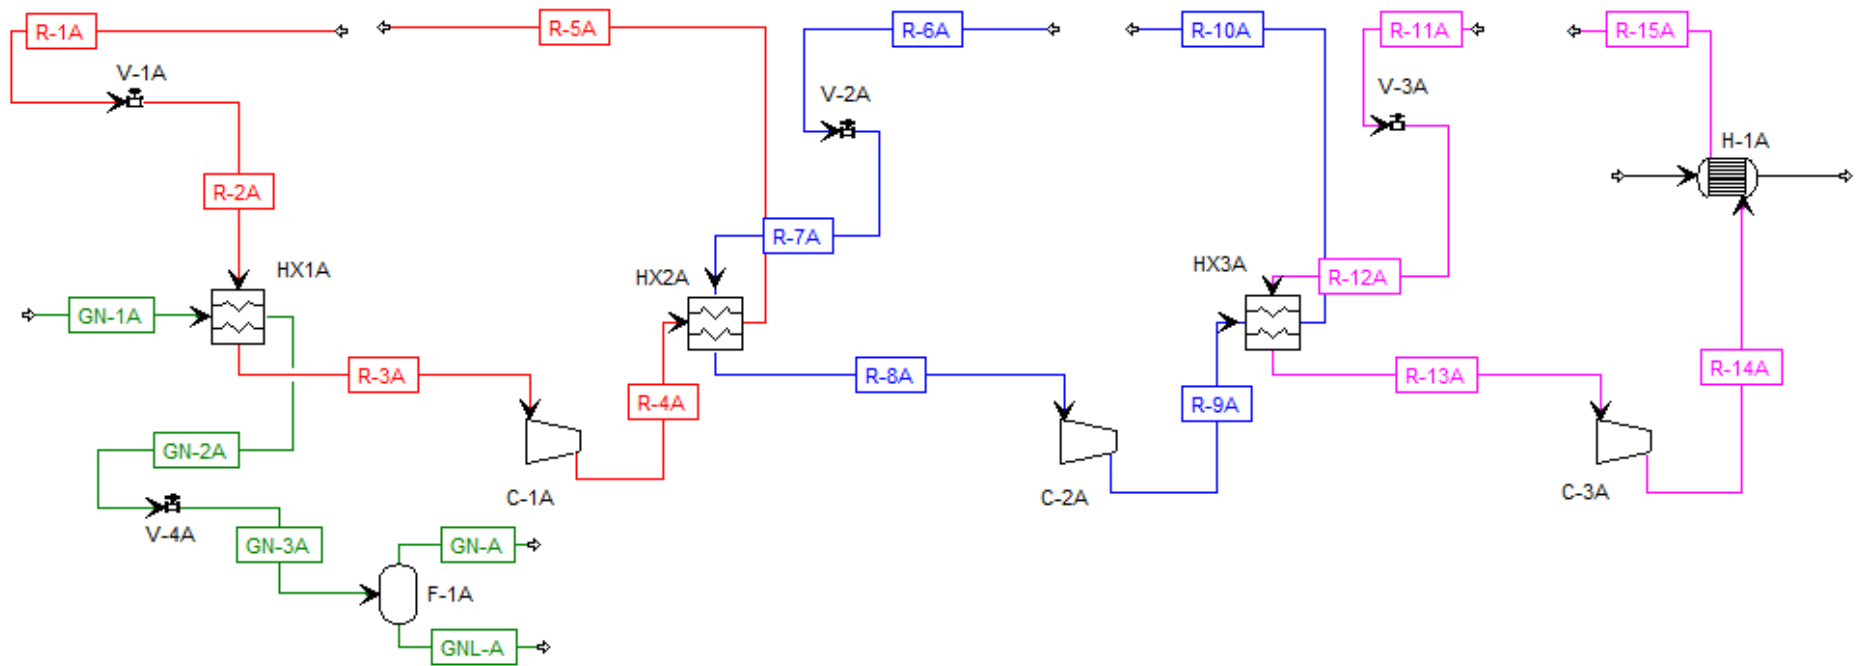 R-1A
R-5A
R-6A
R-10A
R-11A
R-15A
V-1A
V-2A
V-3A
H-1A
R-2A
R-7A
HX1A
HX2A
HX3A
R-12A
GN-1A
R-3A
R-4A
R-8A
R-9A
R-13A
R-14A
GN-2A
C-1A
C-2A
C-3A
V-4A
GN-3A
GN-A
F-1A
GNL-A